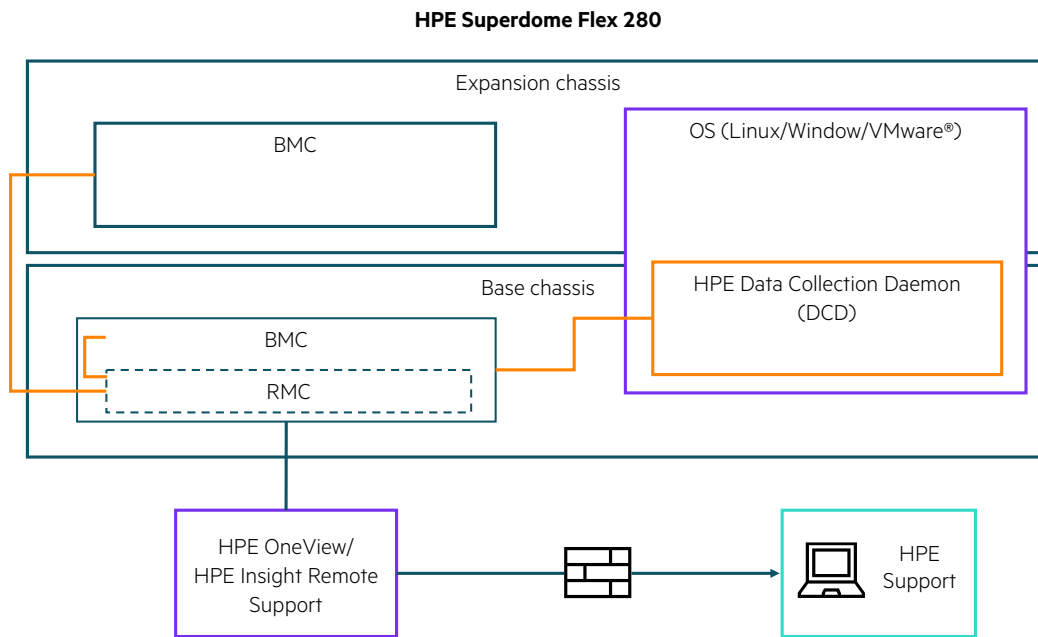 HPE Superdome Flex 280
Expansion chassis
BMC
OS (Linux/Window/VMware®)
Base chassis
HPE Data Collection Daemon
(DCD)
BMC
RMC
HPE OneView/
HPE Insight Remote
Support
HPE
Support